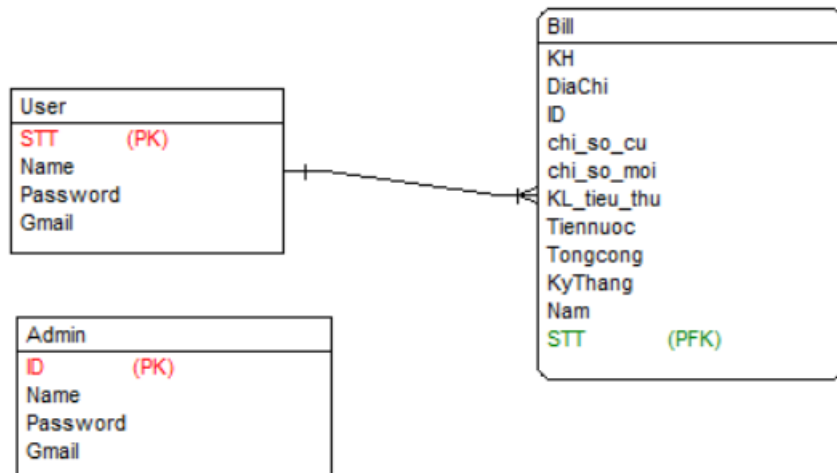 User
STT (PK)
Name
Password
Gmail
Admin
ID (PK)
Name
Password
Gmail
Bill
KH
DiaChi
ID
chi_so_cu
chi_so_moi
KL_tieu_thu
Tiennuoc
Tongcong
KyThang
Nam
STT (PFK)